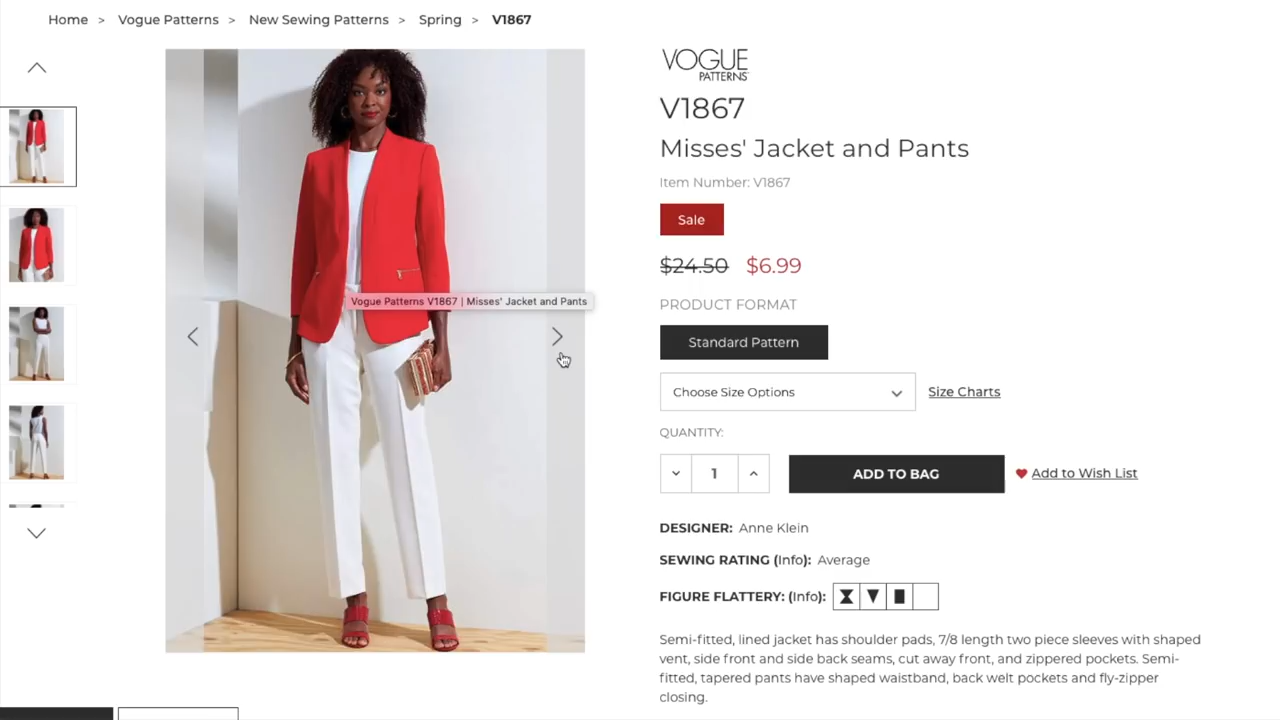 Home > Vogue Patterns > New Sewing Patterns > Spring > V1867
VOGUE
PATTERNS
V1867
Misses' Jacket and Pants
Item Number: V1867
Sale
$24.50 $6.99
Vogue Patterns V1867 | Misses' Jacket and Pants
PRODUCT FORMAT
Standard Pattern
Choose Size Options
Size Charts
QUANTITY:
1
ADD TO BAG
Add to Wish List
DESIGNER: Anne Klein
SEWING RATING (Info): Average
FIGURE FLATTERY: (Info):
Semi-fitted, lined jacket has shoulder pads, 7/8 length two piece sleeves with shaped
vent, side front and side back seams, cut away front, and zippered pockets. Semi-
fitted, tapered pants have shaped waistband, back welt pockets and fly-zipper
closing.